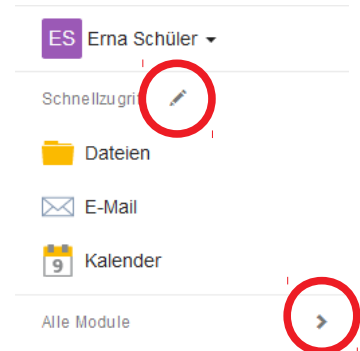 ES Erna Schüler
Schnellzugri
Dateien
E-Mail
9 Kalender
Alle Module